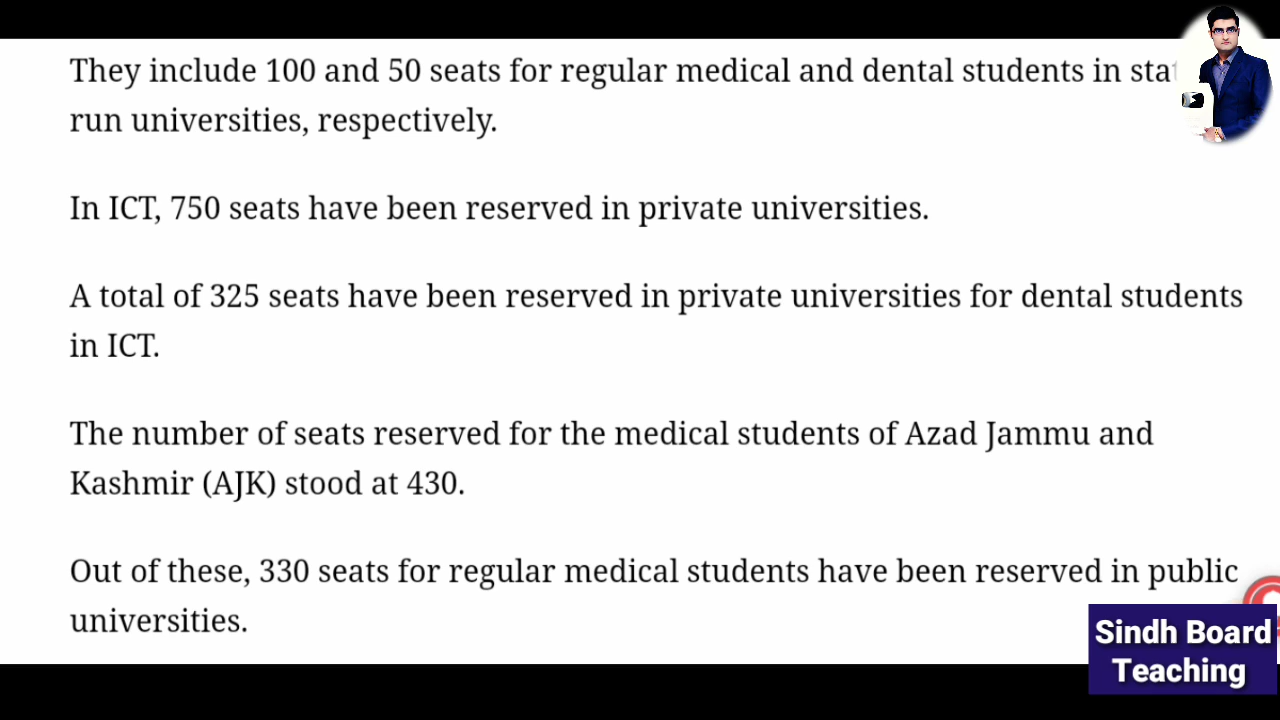 They include 100 and 50 seats for regular medical and dental students in
run universities, respectively.
In ICT, 750 seats have been reserved in private universities.
A total of 325 seats have been reserved in private universities for dental students
in ICT.
The number of seats reserved for the medical students of Azad Jammu and
Kashmir (AJK) stood at 430.
Out of these, 330 seats for regular medical students have been reserved in public
universities.
Sindh Board
Teaching